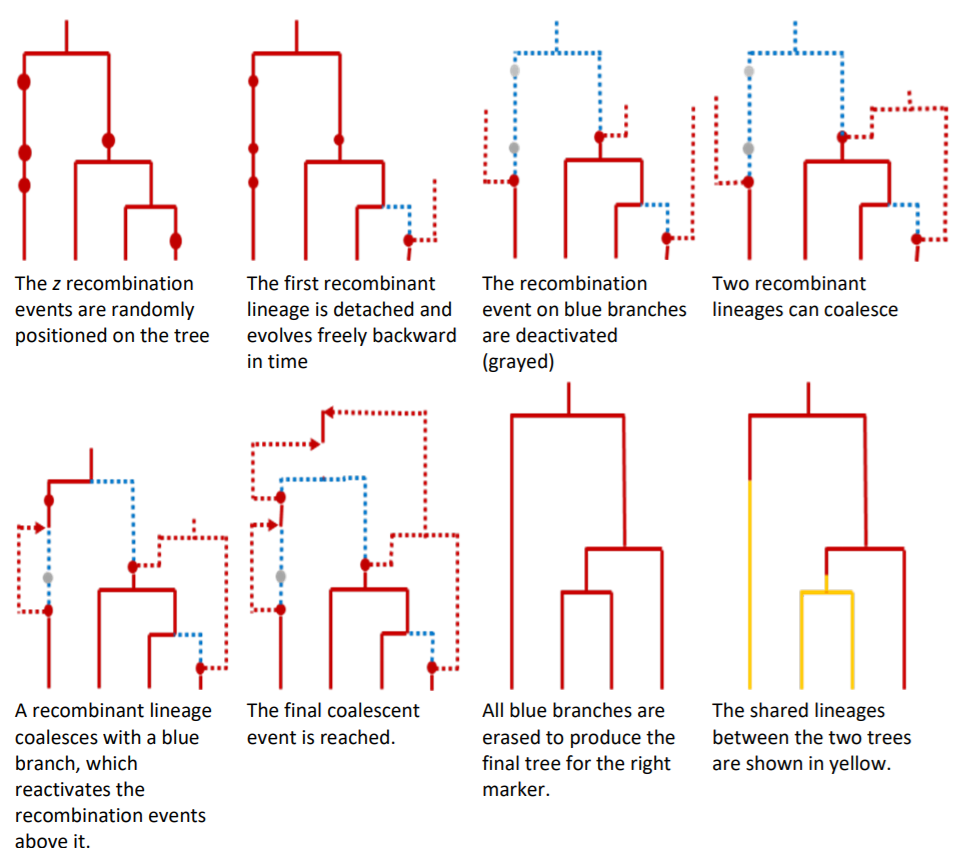 The z recombination
events are randomly
positioned on the tree
The first recombinant
lineage is detached and
evolves freely backward
in time
The recombination
event on blue branches
are deactivated
(grayed)
Two recombinant
lineages can coalesce
A recombinant lineage
coalesces with a blue
branch, which
reactivates the
recombination events
above it.
The final coalescent
event is reached.
All blue branches are
erased to produce the
final tree for the right
marker.
The shared lineages
between the two trees
are shown in yellow.